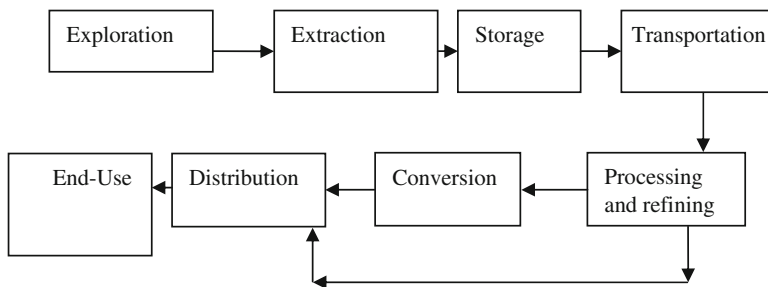 Exploration
Extraction
Storage
Transportation
End-Use
Distribution
Conversion
Processing
and refining